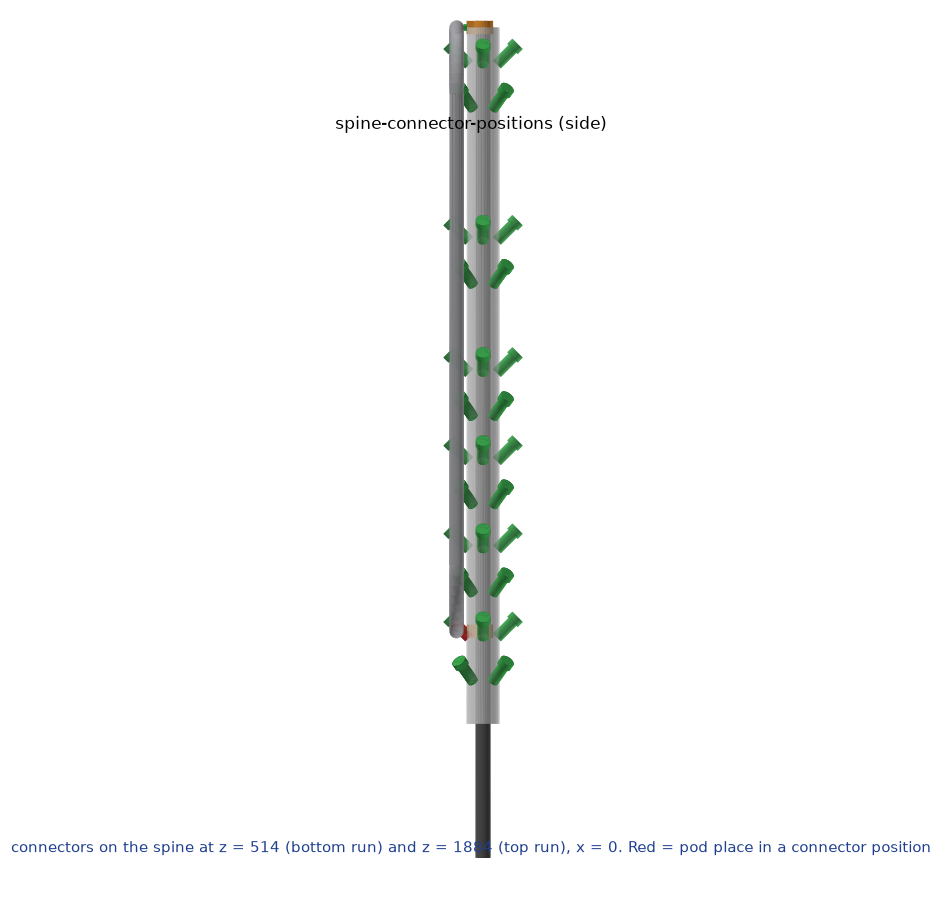 spine-connector-positions (side)
connectors on the spine at z = 514 (bottom run) and z = 1884 (top run), x = 0. Red = pod place in a connector position